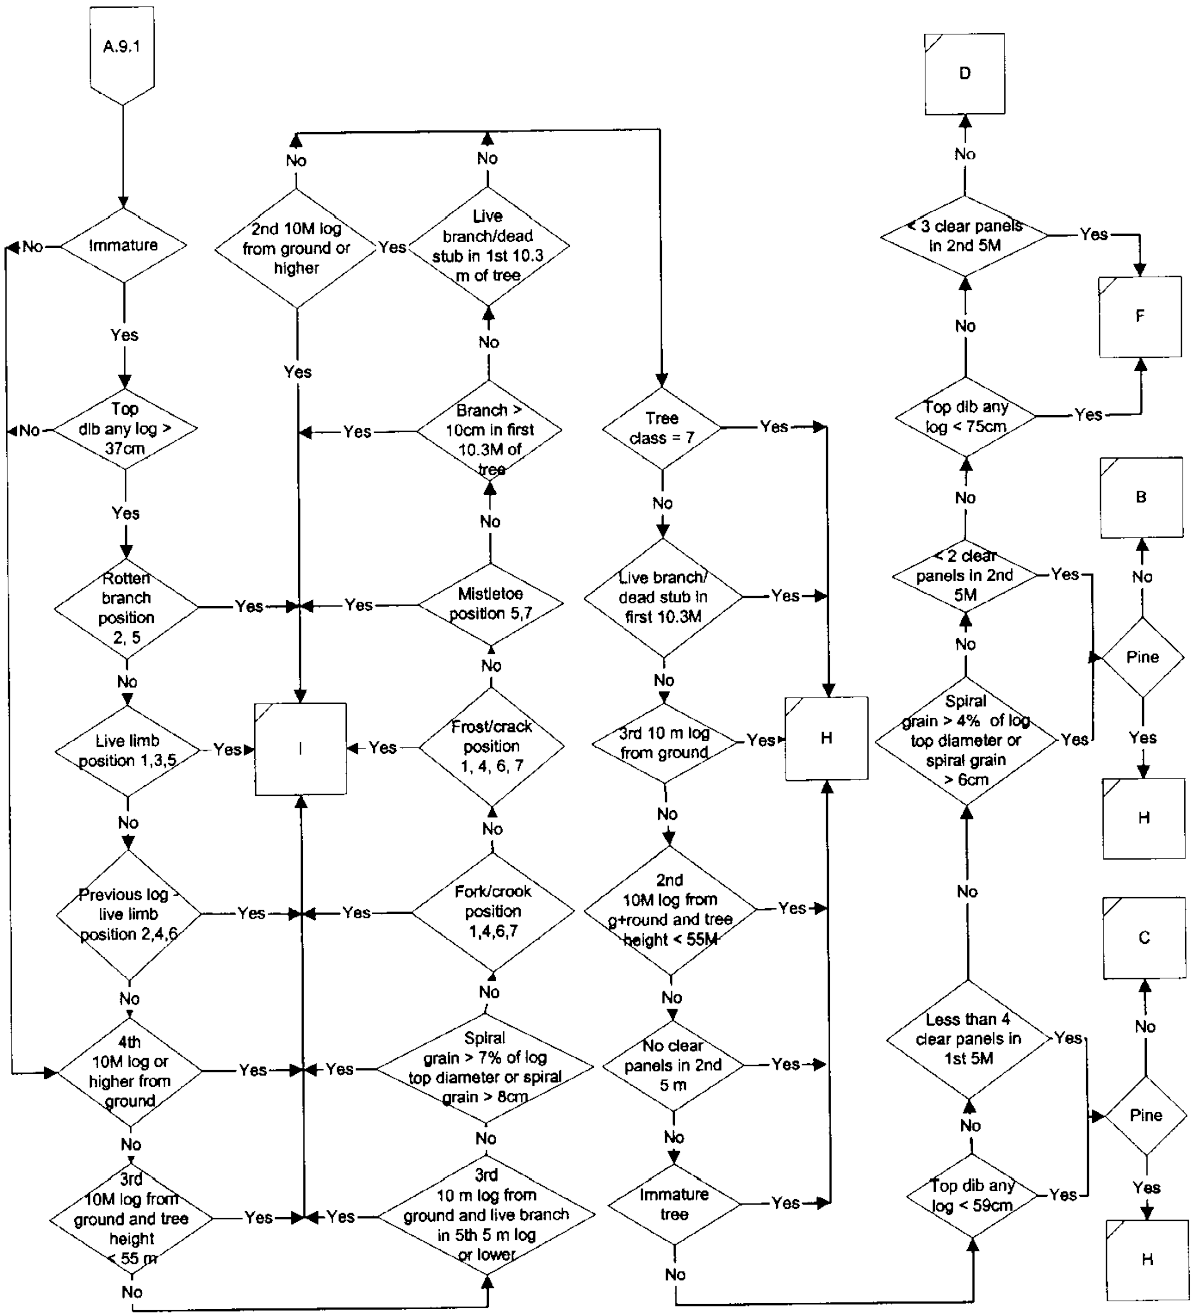 A.9.1
Immature
No
Yes
Top
dib any log >
37cm
No
Yes
Rotten
branch
position
2, 5
Yes
No
Live limb
position 1,3,5
Yes
No
Previous log -
live limb
position 2,4,6
Yes
No
4th
10M log or
higher from
ground
Yes
No
3rd
10M log from
ground and tree
height
< 55 m
Yes
No
3rd
10 m log from
ground and live branch
in 5th 5 m log
or lower
Yes
No
Spiral
grain > 7% of log
top diameter or spiral
grain > 8cm
Yes
No
Fork/crook
position
1,4,6,7
Yes
No
Frost/crack
position
1, 4, 6, 7
Yes
No
Mistletoe
position 5,7
Yes
No
Branch >
10cm in first
10.3M of
tree
Yes
No
Live
branch/dead
stub in 1st 10.3
m of tree
Yes
No
2nd 10M log
from ground or
higher
No
Yes
I
Tree
class = 7
Yes
No
Live branch/
dead stub in
first 10.3M
Yes
No
3rd 10 m log
from ground
Yes
No
2nd
10M log from
g+round and tree
height < 55M
Yes
No
No clear
panels in 2nd
5 m
Yes
No
Immature
tree
Yes
No
H
Top dib any
log < 59cm
Yes
No
Less than 4
clear panels in
1st 5M
Yes
No
Pine
No
C
Yes
H
Spiral
grain > 4% of log
top diameter or
spiral grain
> 6cm
Yes
No
< 2 clear
panels in 2nd
5M
Yes
No
Pine
No
B
Yes
H
Top dib any
log < 75cm
Yes
No
< 3 clear panels
in 2nd 5M
Yes
F
No
D